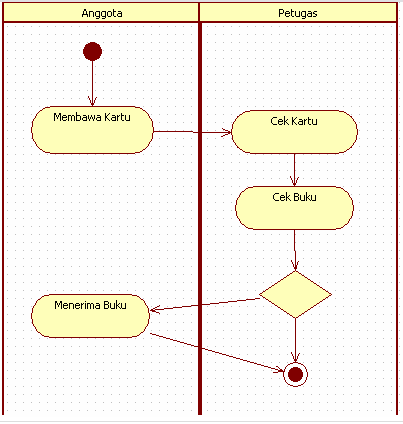 Anggota
Petugas
Membawa Kartu
Cek Kartu
Cek Buku
Menerima Buku